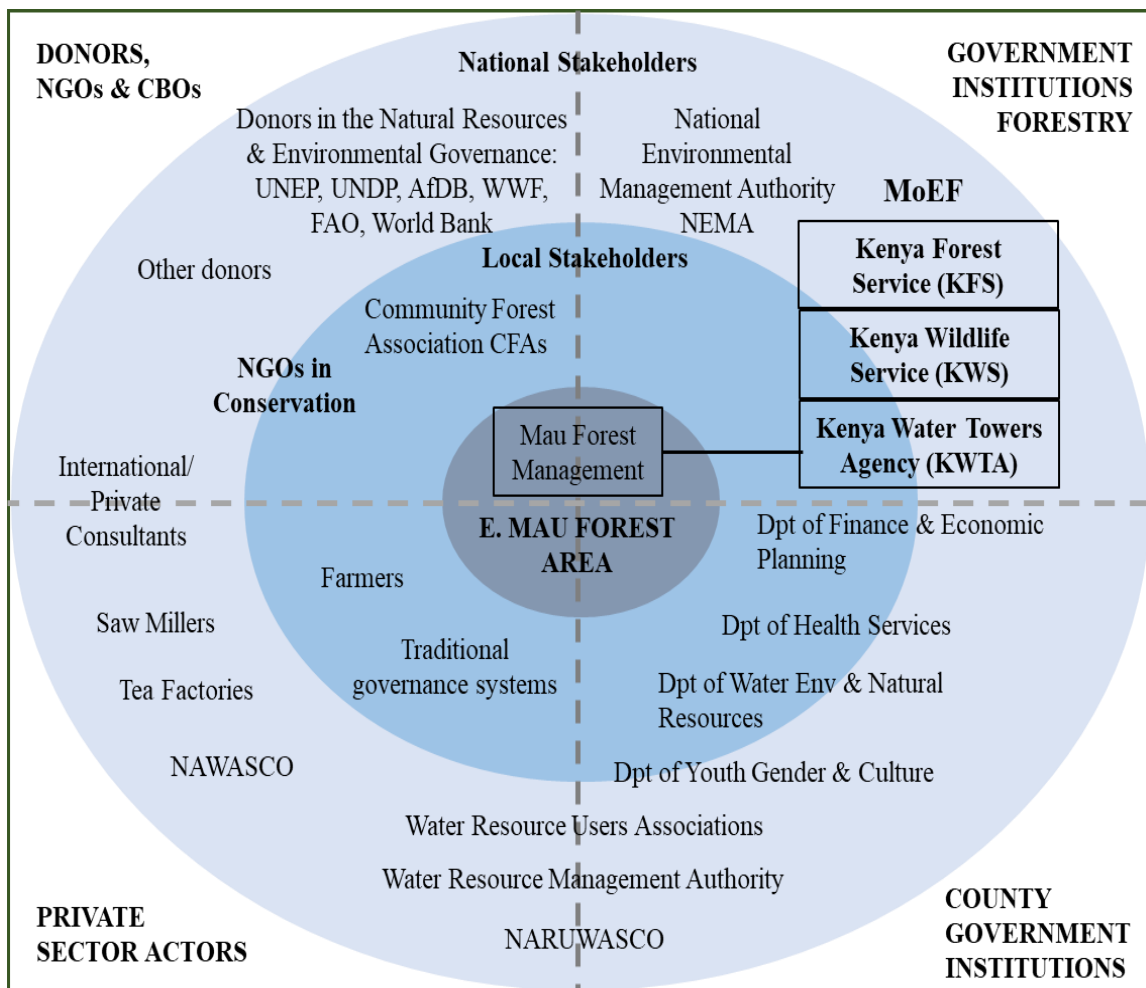 DONORS,
NGOs & CBOs
National Stakeholders
GOVERNMENT
INSTITUTIONS
FORESTRY
Donors in the Natural Resources
& Environmental Governance:
UNEP, UNDP, AfDB, WWF,
FAO, World Bank
National
Environmental
Management Authority
NEMA
MoEF
Kenya Forest
Service (KFS)
Kenya Wildlife
Service (KWS)
Kenya Water Towers
Agency (KWTA)
Other donors
Local Stakeholders
Community Forest
Association CFAs
NGOs in
Conservation
Mau Forest
Management
E. MAU FOREST
AREA
International/
Private
Consultants
Dpt of Finance & Economic
Planning
Farmers
Saw Millers
Dpt of Health Services
Traditional
governance systems
Tea Factories
Dpt of Water Env & Natural
Resources
NAWASCO
Dpt of Youth Gender & Culture
Water Resource Users Associations
Water Resource Management Authority
NARUWASCO
PRIVATE
SECTOR ACTORS
COUNTY
GOVERNMENT
INSTITUTIONS